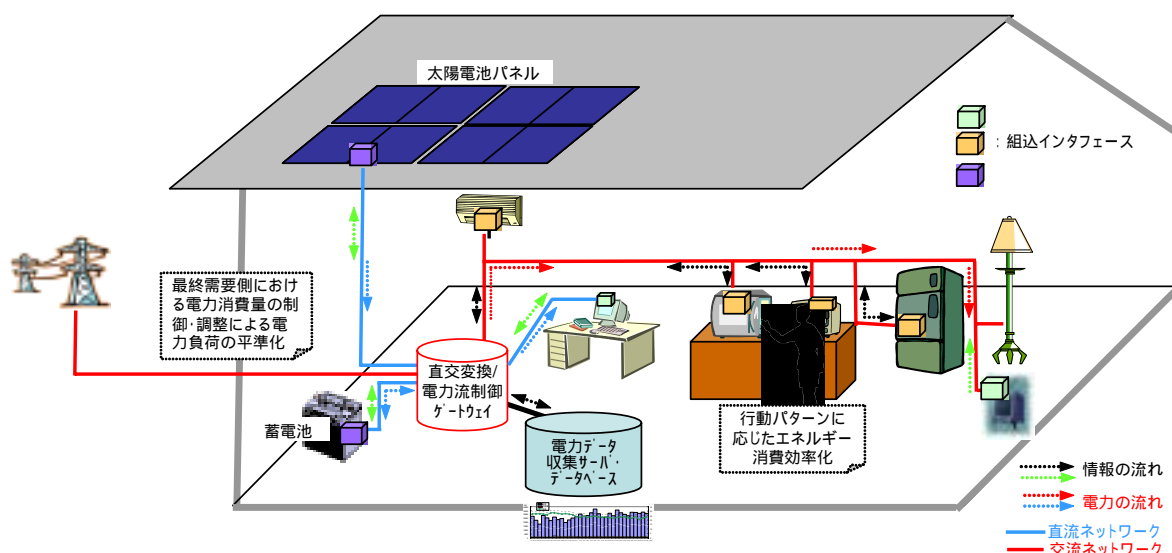 太陽電池パネル
：組込インタフェース
最終需要側におけ
る電力消費量の制
御・調整による電
力負荷の平準化
直交変換/
電力流制御
ゲートウェイ
蓄電池
電力データ
収集サーバ・
データベース
行動パターンに
応じたエネルギー
消費効率化
情報の流れ
電力の流れ
直流ネットワーク
交流ネットワーク